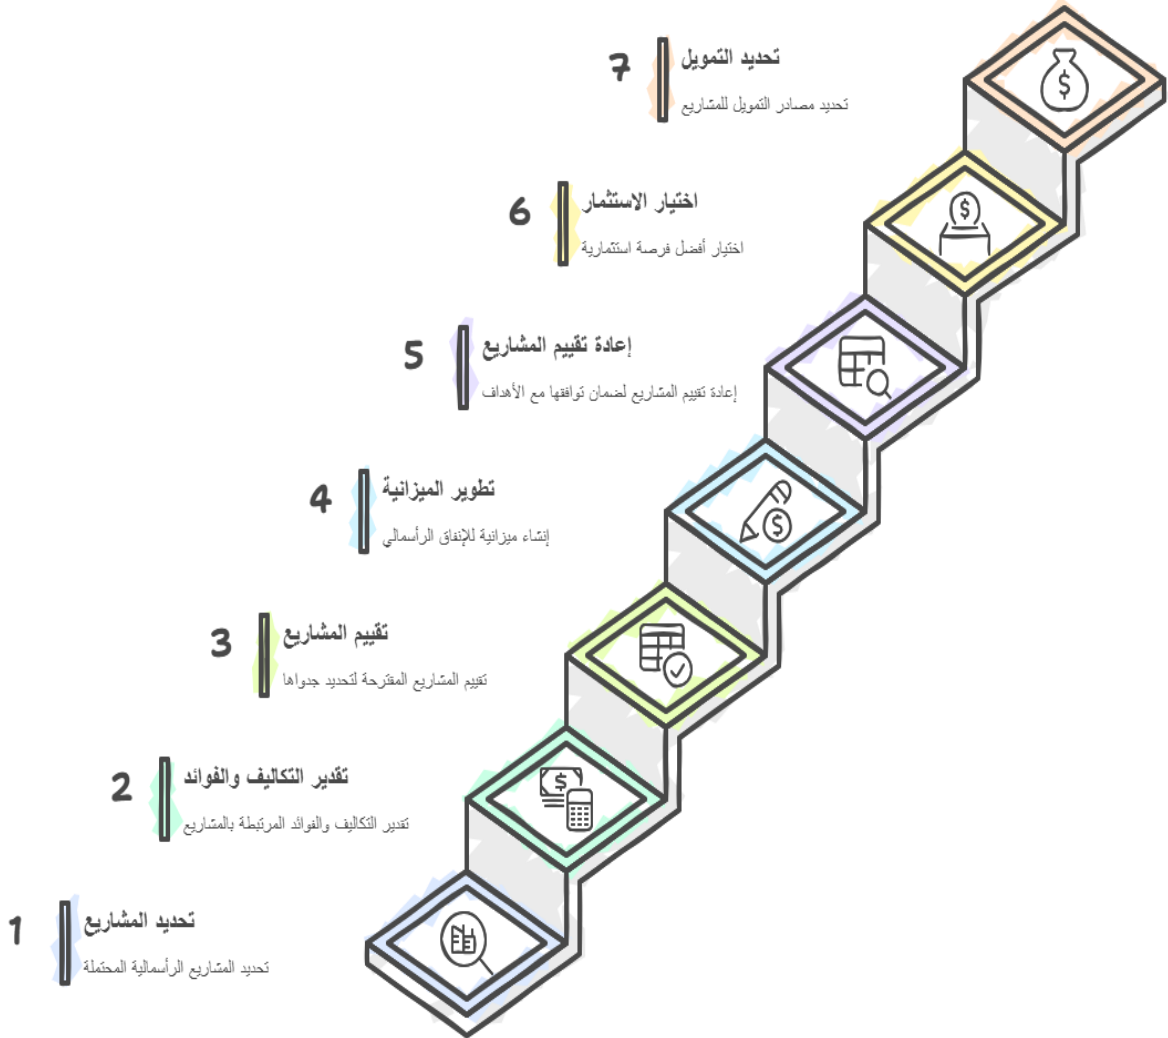 7
تحديد التمويل
تحديد مصادر التمويل للمشاريع
6
اختيار الاستثمار
اختيار أفضل فرصة استثمارية
5
إعادة تقييم المشاريع
إعادة تقييم المشاريع لضمان توافقها مع الأهداف
4
تطوير الميزانية
إنشاء ميزانية للإنفاق الرأسمالي
3
تقييم المشاريع
تقييم المشاريع المقترحة لتحديد جدواها
2
تقدير التكاليف والفوائد
تقدير التكاليف والفوائد المرتبطة بالمشاريع
1
تحديد المشاريع
تحديد المشاريع الرأسمالية المحتملة